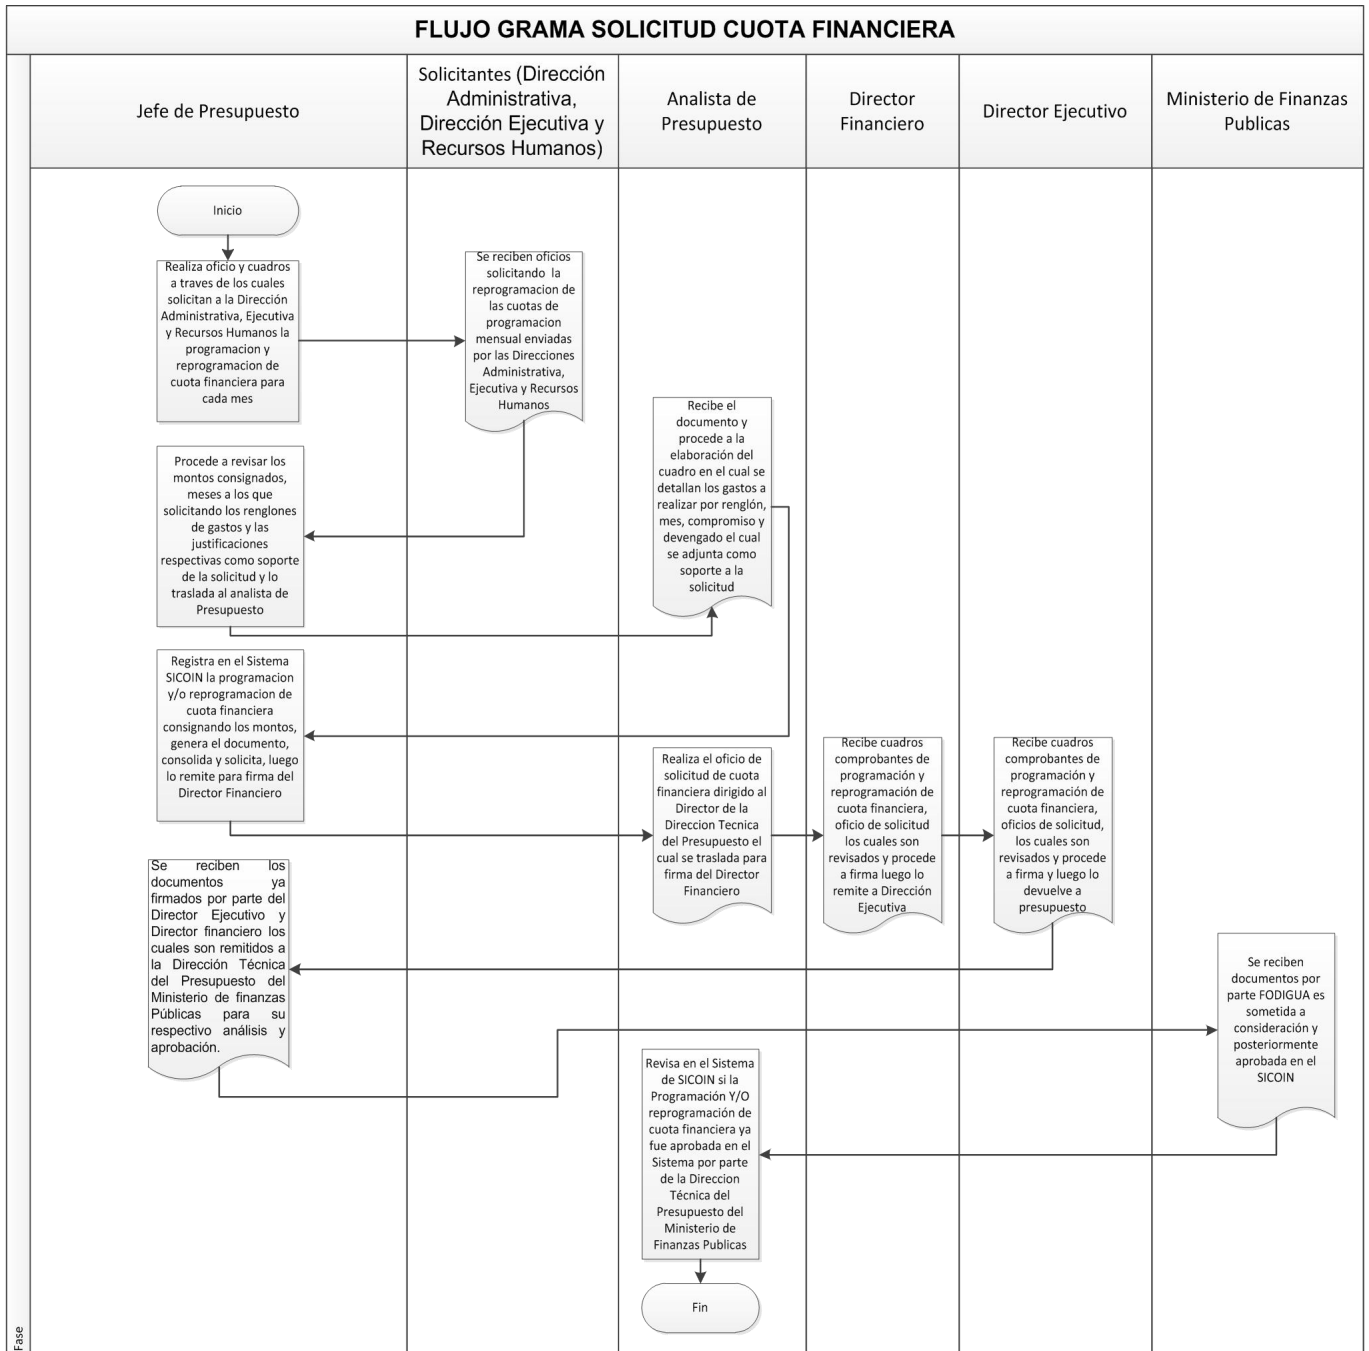 FLUJO GRAMA SOLICITUD CUOTA FINANCIERA
Jefe de Presupuesto
Solicitantes (Dirección
Administrativa,
Dirección Ejecutiva y
Recursos Humanos)
Analista de
Presupuesto
Director
Financiero
Director Ejecutivo
Ministerio de Finanzas
Publicas
Inicio
Realiza oficio y cuadros
a traves de los cuales
solicitan a la Dirección
Administrativa, Ejecutiva
y Recursos Humanos la
programacion y
reprogramacion de
cuota financiera para
cada mes
Se reciben oficios
solicitando la
reprogramacion de
las cuotas de
programacion
mensual enviadas
por las Direcciones
Administrativa,
Ejecutiva y Recursos
Humanos
Procede a revisar los
montos consignados,
meses a los que
solicitando los renglones
de gastos y las
justificaciones
respectivas como soporte
de la solicitud y lo
traslada al analista de
Presupuesto
Recibe el
documento y
procede a la
elaboración del
cuadro en el cual se
detallan los gastos a
realizar por renglón,
mes, compromiso y
devengado el cual
se adjunta como
soporte a la
solicitud
Registra en el Sistema
SICOIN la programacion
y/o reprogramacion de
cuota financiera
consignando los montos,
genera el documento,
consolida y solicita, luego
lo remite para firma del
Director Financiero
Realiza el oficio de
solicitud de cuota
financiera dirigido al
Director de la
Direccion Tecnica
del Presupuesto el
cual se traslada para
firma del Director
Financiero
Recibe cuadros
comprobantes de
programación y
reprogramación de
cuota financiera,
oficio de solicitud
los cuales son
revisados y procede
a firma luego lo
remite a Dirección
Ejecutiva
Recibe cuadros
comprobantes de
programación y
reprogramación de
cuota financiera,
oficios de solicitud,
los cuales son
revisados y procede
a firma y luego lo
devuelve a
presupuesto
Se reciben los
documentos ya
firmados por parte del
Director Ejecutivo y
Director financiero los
cuales son remitidos a
la Dirección Técnica
del Presupuesto del
Ministerio de finanzas
Públicas para su
respectivo análisis y
aprobación.
Se reciben
documentos por
parte FODIGUA es
sometida a
consideración y
posteriormente
aprobada en el
SICOIN
Revisa en el Sistema
de SICOIN si la
Programación Y/O
reprogramación de
cuota financiera ya
fue aprobada en el
Sistema por parte
de la Direccion
Técnica del
Presupuesto del
Ministerio de
Finanzas Publicas
Fin
Fase